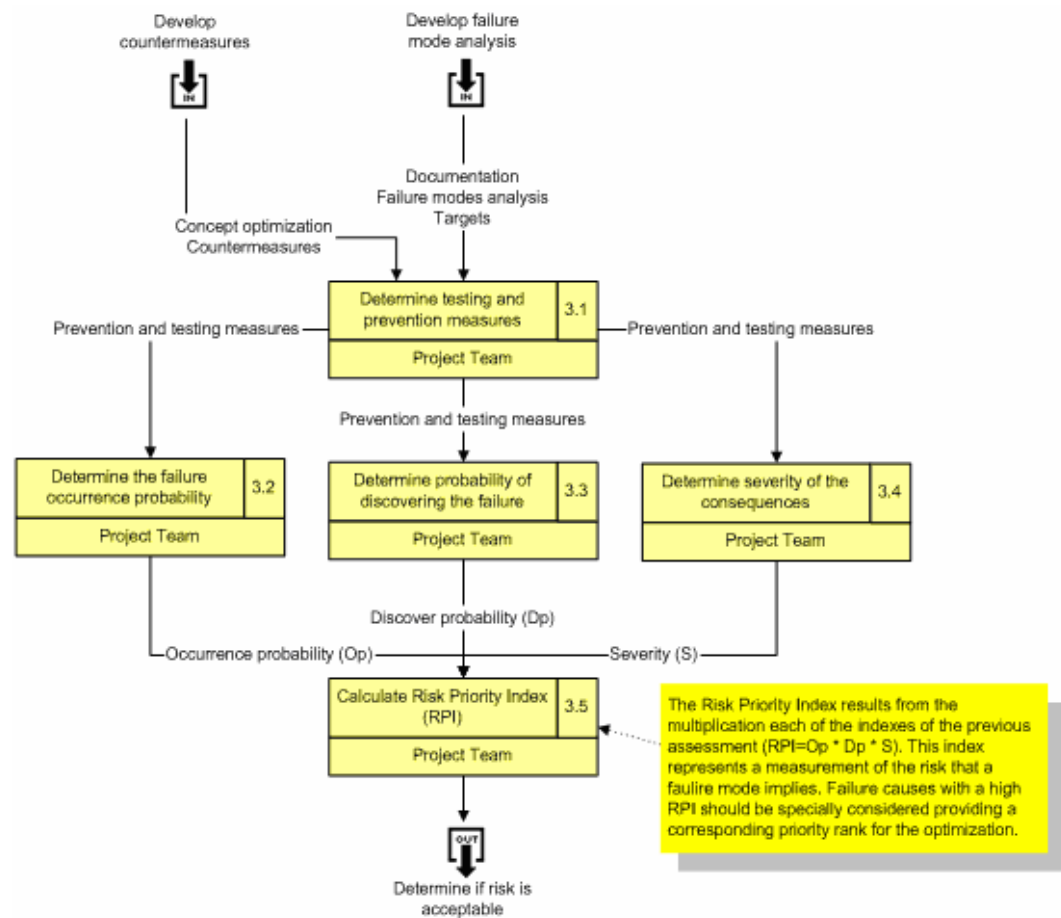 Develop
countermeasures
Develop failure
mode analysis
IN
IN
Documentation
Failure modes analysis
Targets
Concept optimization
Countermeasures
Determine testing and
prevention measures
3.1
Project Team
Prevention and testing measures
Prevention and testing measures
Prevention and testing measures
Determine the failure
occurrence probability
3.2
Project Team
Determine probability of
discovering the failure
3.3
Project Team
Determine severity of the
consequences
3.4
Project Team
Discover probability (Dp)
Occurrence probability (Op)
Severity (S)
Calculate Risk Priority Index
(RPI)
3.5
Project Team
The Risk Priority Index results from the
multiplication each of the indexes of the previous
assessment (RPI=Op * Dp * S). This index
represents a measurement of the risk that a
faulire mode implies. Failure causes with a high
RPI should be specially considered providing a
corresponding priority rank for the optimization.
OUT
Determine if risk is
acceptable